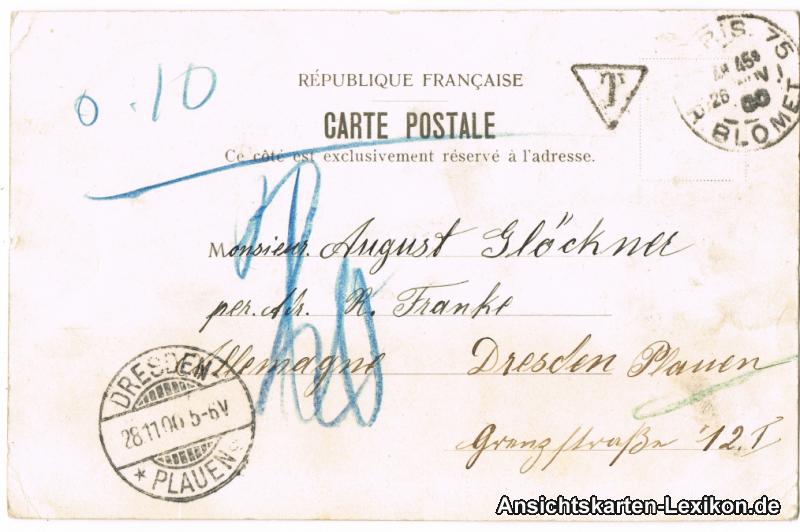 0.10
RÉPUBLIQUE FRANÇAISE
CARTE POSTALE
Ce côté est exclusivement réservé à l'adresse.
T
PARIS. 75
26
R. BLOMET
Monsieur. August Glöckner
per. Adr. R. Franke
Allemagne Dresden Plauen
Grenzstraße 12.I
DRESDEN
28.11.00 5-6V
* PLAUEN
Ansichtskarten-Lexikon.de